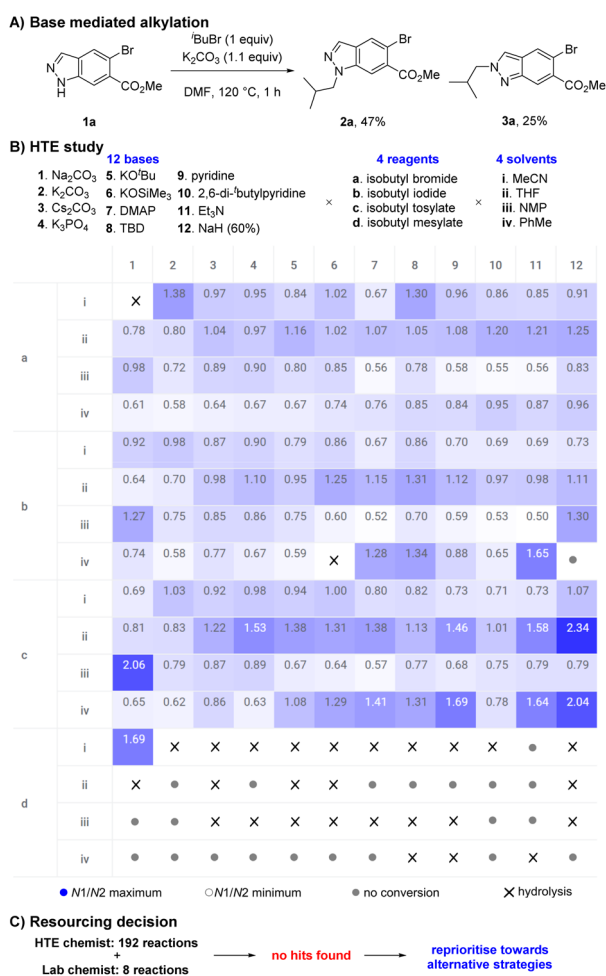 A) Base mediated alkylation
N
N
H
Br
CO₂Me
1a
ⁱBuBr (1 equiv)
K₂CO₃ (1.1 equiv)
DMF, 120 °C, 1 h
N
N
Br
CO₂Me
2a, 47%
N
N
Br
CO₂Me
3a, 25%
B) HTE study
12 bases
1. Na₂CO₃ 5. KOᵗBu 9. pyridine
2. K₂CO₃ 6. KOSiMe₃ 10. 2,6-di-ᵗbutylpyridine
3. Cs₂CO₃ 7. DMAP 11. Et₃N
4. K₃PO₄ 8. TBD 12. NaH (60%)
×
4 reagents
a. isobutyl bromide
b. isobutyl iodide
c. isobutyl tosylate
d. isobutyl mesylate
×
4 solvents
i. MeCN
ii. THF
iii. NMP
iv. PhMe
1 2 3 4 5 6 7 8 9 10 11 12
a
i × 1.38 0.97 0.95 0.84 1.02 0.67 1.30 0.96 0.86 0.85 0.91
ii 0.78 0.80 1.04 0.97 1.16 1.02 1.07 1.05 1.08 1.20 1.21 1.25
iii 0.98 0.72 0.89 0.90 0.80 0.85 0.56 0.78 0.58 0.55 0.56 0.83
iv 0.61 0.58 0.64 0.67 0.67 0.74 0.76 0.85 0.84 0.95 0.87 0.96
b
i 0.92 0.98 0.87 0.90 0.79 0.86 0.67 0.86 0.70 0.69 0.69 0.73
ii 0.64 0.70 0.98 1.10 0.95 1.25 1.15 1.31 1.12 0.97 0.98 1.11
iii 1.27 0.75 0.85 0.86 0.75 0.60 0.52 0.70 0.59 0.53 0.50 1.30
iv 0.74 0.58 0.77 0.67 0.59 × 1.28 1.34 0.88 0.65 1.65 ●
c
i 0.69 1.03 0.92 0.98 0.94 1.00 0.80 0.82 0.73 0.71 0.73 1.07
ii 0.81 0.83 1.22 1.53 1.38 1.31 1.38 1.13 1.46 1.01 1.58 2.34
iii 2.06 0.79 0.87 0.89 0.67 0.64 0.57 0.77 0.68 0.75 0.79 0.79
iv 0.65 0.62 0.86 0.63 1.08 1.29 1.41 1.31 1.69 0.78 1.64 2.04
d
i 1.69 × × × × × × × × × ● ×
ii × ● × ● × × ● ● ● ● ● ×
iii ● ● × × × × × × × ● ● ×
iv ● ● ● ● ● ● ● × × ● × ●
● N1/N2 maximum ○ N1/N2 minimum ● no conversion × hydrolysis
C) Resourcing decision
HTE chemist: 192 reactions
+
Lab chemist: 8 reactions
no hits found
reprioritise towards
alternative strategies